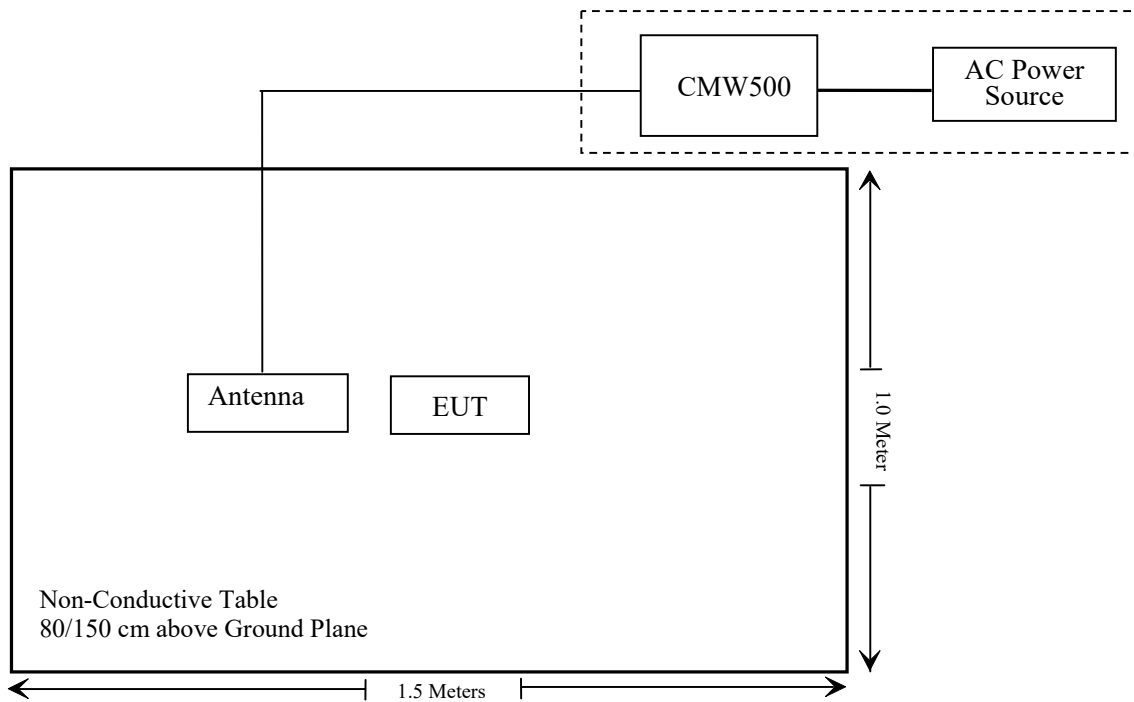 CMW500
AC Power
Source
Antenna
EUT
1.0 Meter
Non-Conductive Table
80/150 cm above Ground Plane
1.5 Meters